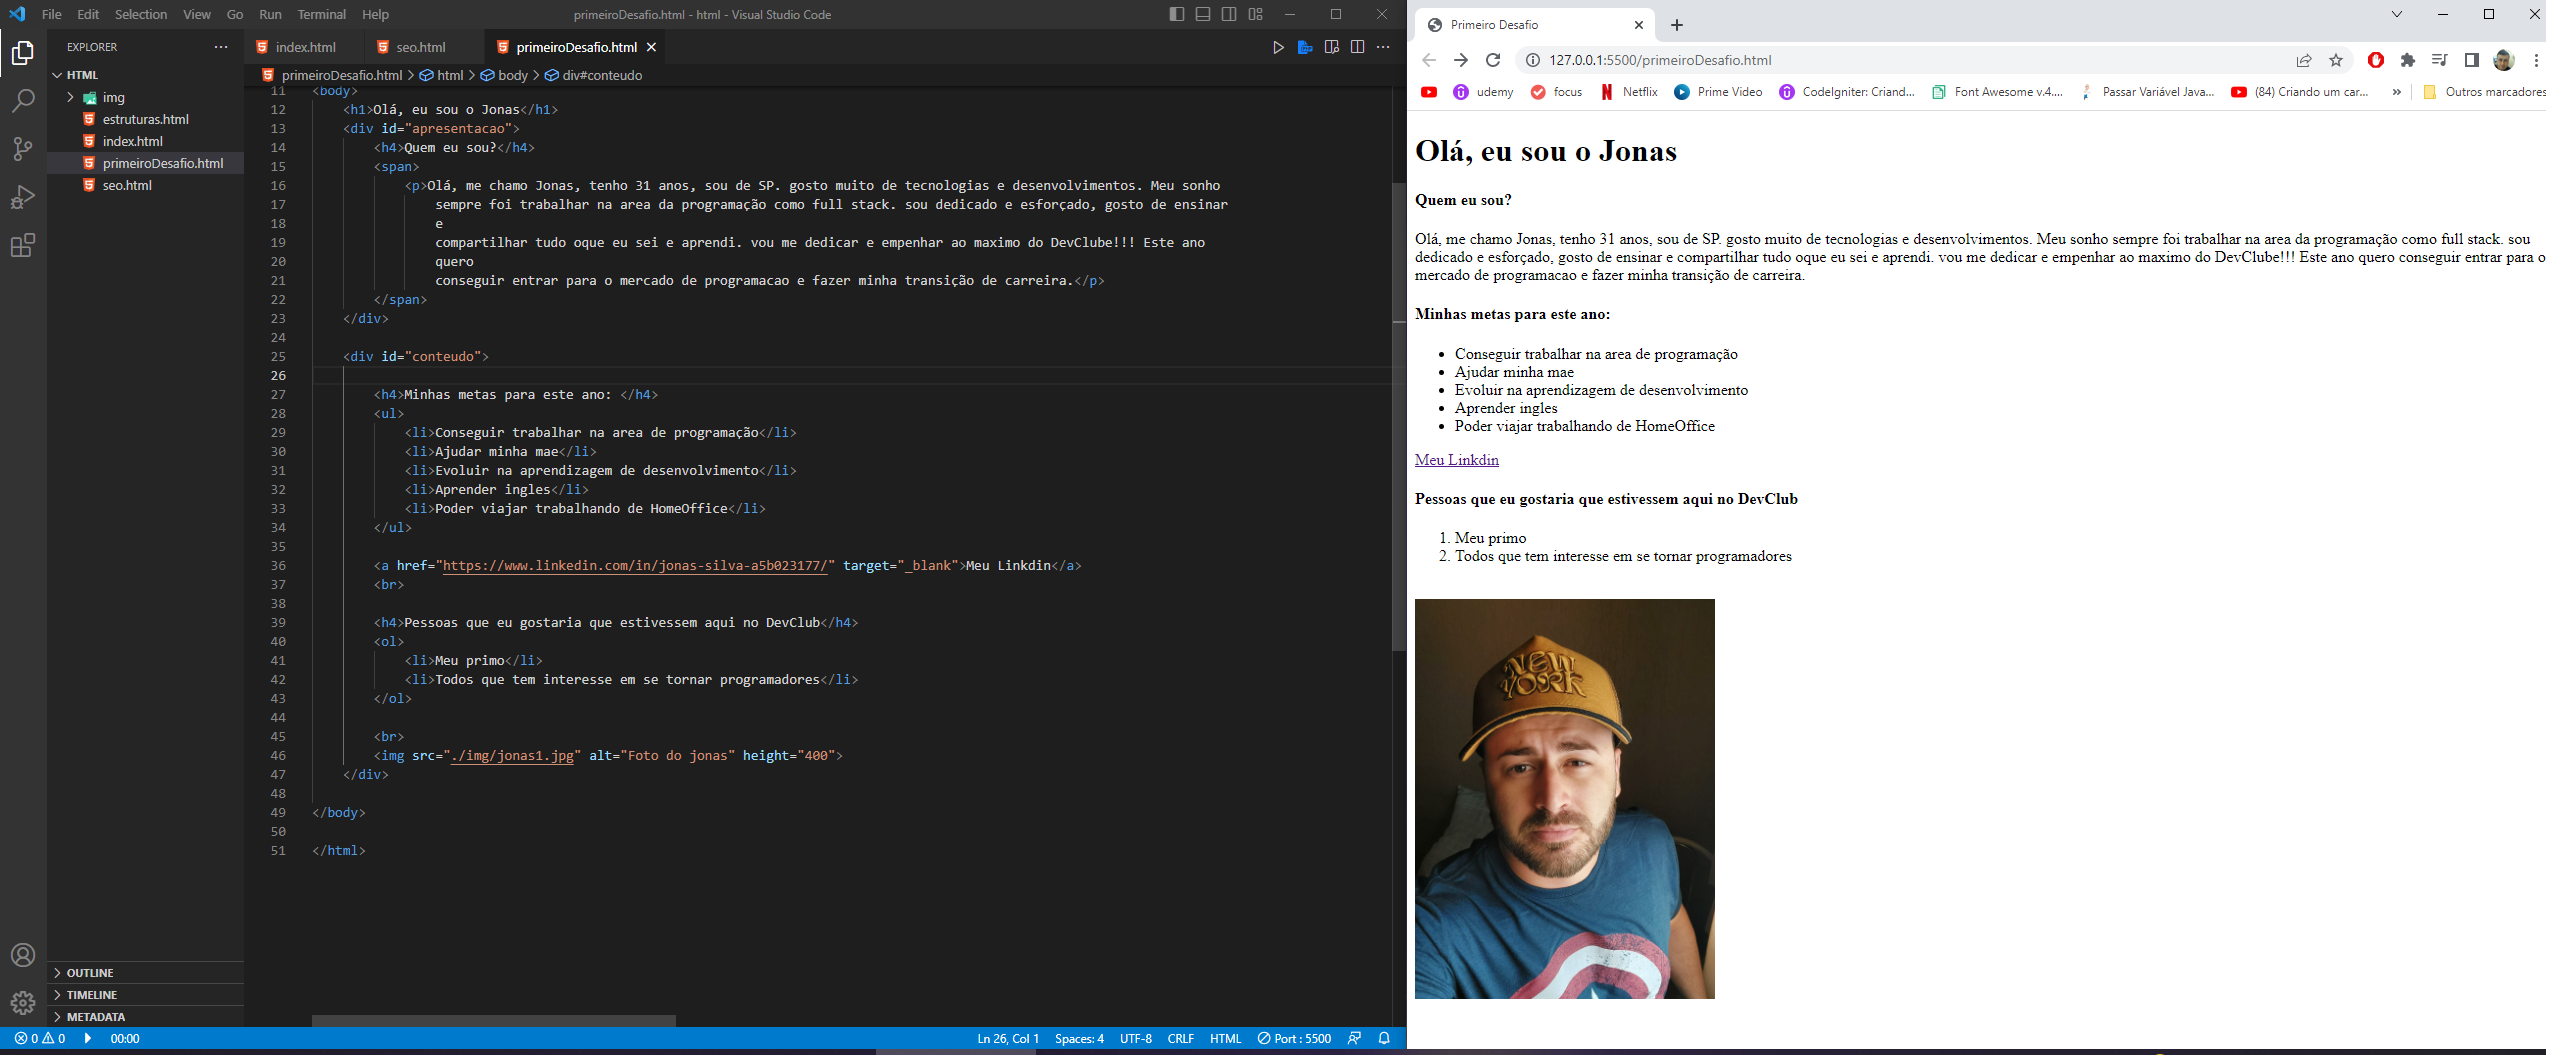 File Edit Selection View Go Run Terminal Help primeiroDesafio.html - html - Visual Studio Code
EXPLORER
HTML
img
estruturas.html
index.html
primeiroDesafio.html
seo.html
OUTLINE
TIMELINE
METADATA
index.html seo.html primeiroDesafio.html
primeiroDesafio.html > html > body > div#conteudo
11 <body>
12 <h1>Olá, eu sou o Jonas</h1>
13 <div id="apresentacao">
14 <h4>Quem eu sou?</h4>
15 <span>
16 <p>Olá, me chamo Jonas, tenho 31 anos, sou de SP. gosto muito de tecnologias e desenvolvimentos. Meu sonho
17 sempre foi trabalhar na area da programação como full stack. sou dedicado e esforçado, gosto de ensinar
18 e
19 compartilhar tudo oque eu sei e aprendi. vou me dedicar e empenhar ao maximo do DevClube!!! Este ano
20 quero
21 conseguir entrar para o mercado de programacao e fazer minha transição de carreira.</p>
22 </span>
23 </div>
24
25 <div id="conteudo">
26
27 <h4>Minhas metas para este ano: </h4>
28 <ul>
29 <li>Conseguir trabalhar na area de programação</li>
30 <li>Ajudar minha mae</li>
31 <li>Evoluir na aprendizagem de desenvolvimento</li>
32 <li>Aprender ingles</li>
33 <li>Poder viajar trabalhando de HomeOffice</li>
34 </ul>
35
36 <a href="https://www.linkedin.com/in/jonas-silva-a5b023177/" target="_blank">Meu Linkdin</a>
37 <br>
38
39 <h4>Pessoas que eu gostaria que estivessem aqui no DevClub</h4>
40 <ol>
41 <li>Meu primo</li>
42 <li>Todos que tem interesse em se tornar programadores</li>
43 </ol>
44
45 <br>
46 <img src="./img/jonas1.jpg" alt="Foto do jonas" height="400">
47 </div>
48
49 </body>
50
51 </html>
0 0 00:00 Ln 26, Col 1 Spaces: 4 UTF-8 CRLF HTML Port : 5500
Primeiro Desafio
127.0.0.1:5500/primeiroDesafio.html
udemy focus Netflix Prime Video CodeIgniter: Criand... Font Awesome v.4.... Passar Variável Java... (84) Criando um car... » Outros marcadores
Olá, eu sou o Jonas
Quem eu sou?
Olá, me chamo Jonas, tenho 31 anos, sou de SP. gosto muito de tecnologias e desenvolvimentos. Meu sonho sempre foi trabalhar na area da programação como full stack. sou
dedicado e esforçado, gosto de ensinar e compartilhar tudo oque eu sei e aprendi. vou me dedicar e empenhar ao maximo do DevClube!!! Este ano quero conseguir entrar para o
mercado de programacao e fazer minha transição de carreira.
Minhas metas para este ano:
• Conseguir trabalhar na area de programação
• Ajudar minha mae
• Evoluir na aprendizagem de desenvolvimento
• Aprender ingles
• Poder viajar trabalhando de HomeOffice
Meu Linkdin
Pessoas que eu gostaria que estivessem aqui no DevClub
1. Meu primo
2. Todos que tem interesse em se tornar programadores
NEW
YORK